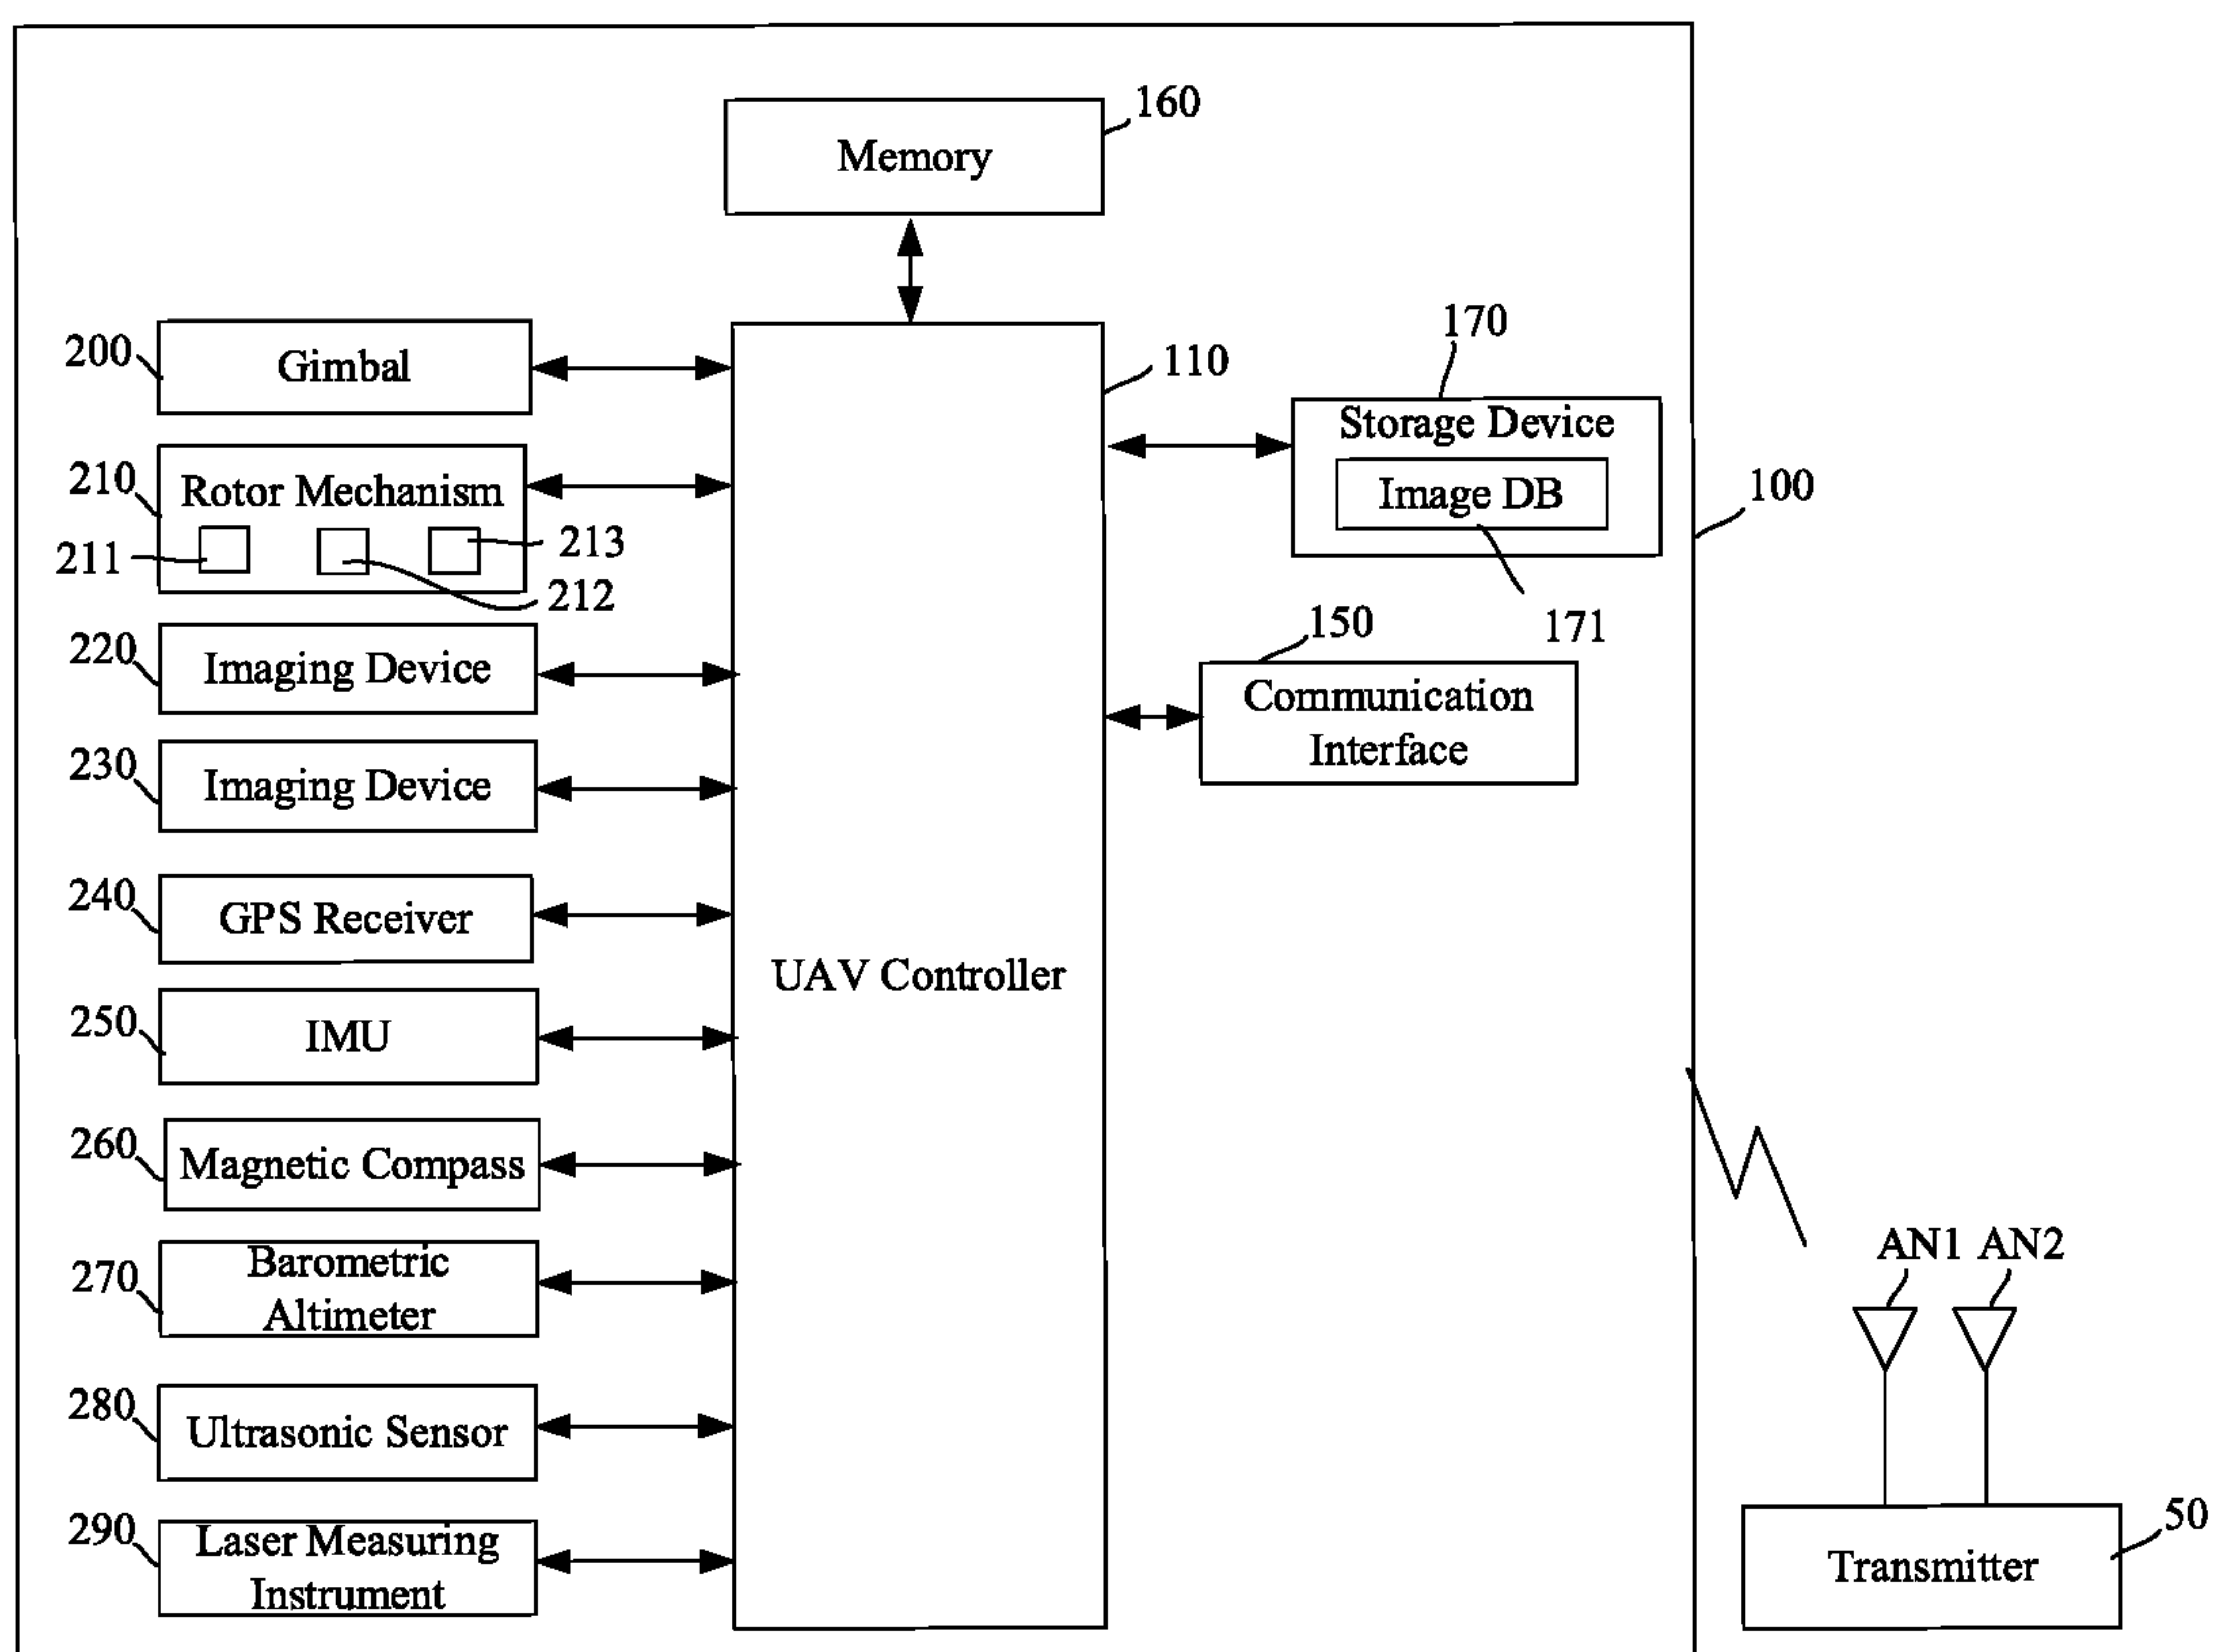 160
Memory
200
Gimbal
210
Rotor Mechanism
211
213
212
220
Imaging Device
230
Imaging Device
240
GPS Receiver
250
IMU
260
Magnetic Compass
270
Barometric
Altimeter
280
Ultrasonic Sensor
290
Laser Measuring
Instrument
110
UAV Controller
170
Storage Device
Image DB
171
150
Communication
Interface
100
AN1 AN2
50
Transmitter